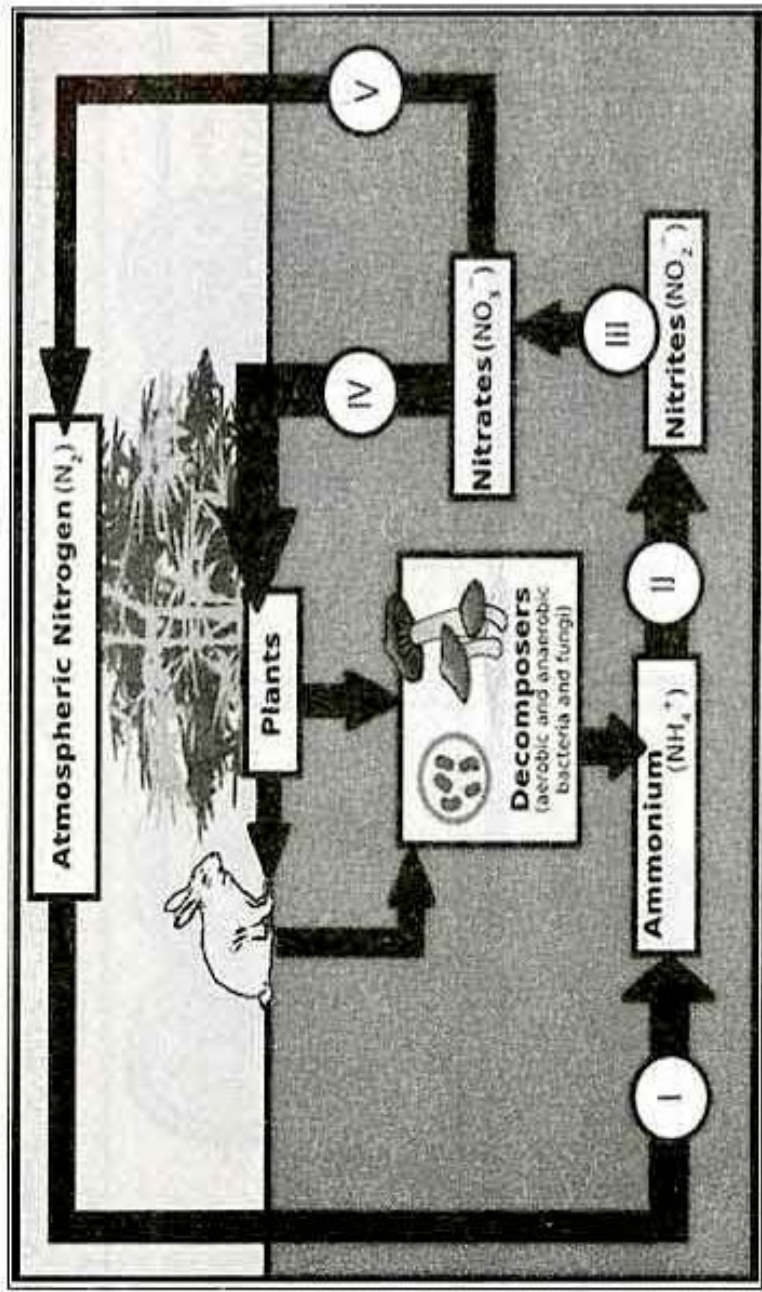 Atmospheric Nitrogen (N₂)
Plants
Decomposers
(aerobic and anaerobic
bacteria and fungi)
Ammonium
(NH₄⁺)
Nitrates (NO₃⁻)
Nitrites (NO₂⁻)
I
II
III
IV
V